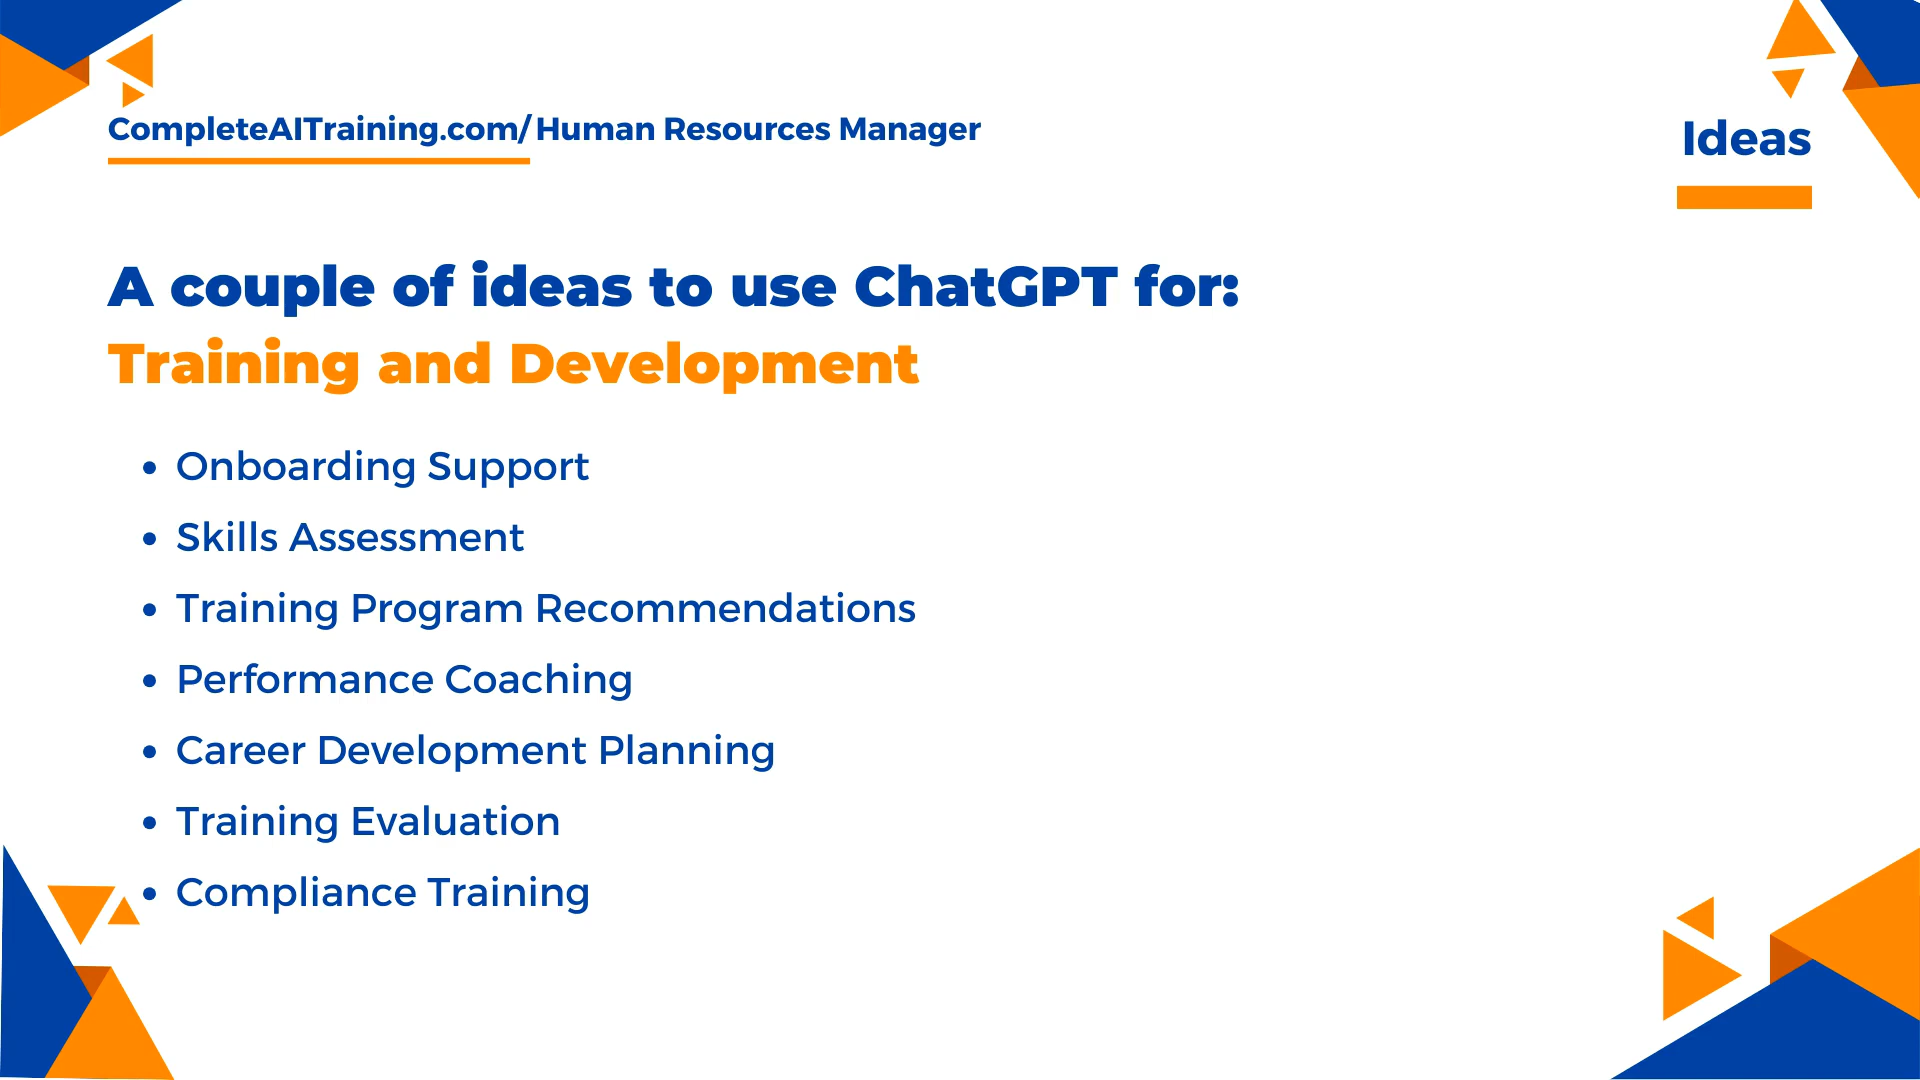 CompleteAITraining.com/Human Resources Manager
Ideas
A couple of ideas to use ChatGPT for:
Training and Development
• Onboarding Support
• Skills Assessment
• Training Program Recommendations
• Performance Coaching
• Career Development Planning
• Training Evaluation
• Compliance Training